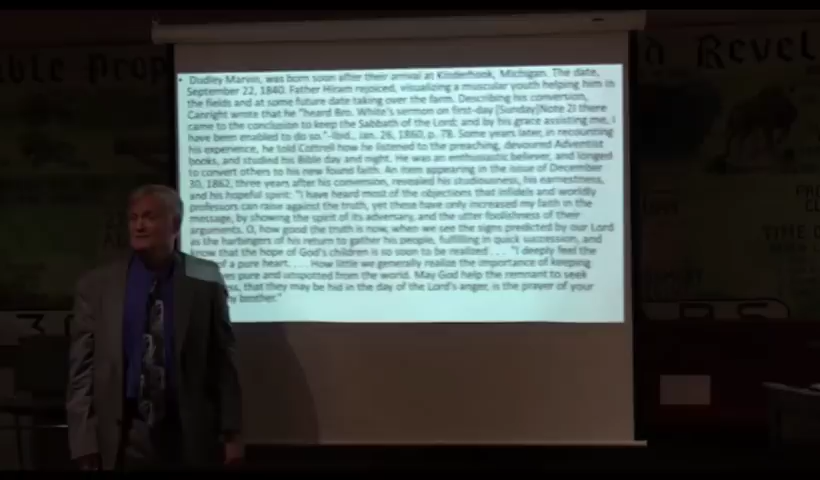 ble Prop
d Revel
• Dudley Marvin, was born soon after their arrival at Kinderhook, Michigan. The date,
September 22, 1840. Father Hiram rejoiced, visualizing a muscular youth helping him in
the fields and at some future date taking over the farm. Describing his conversion,
Canright wrote that he "heard Bro. White's sermon on first-day [Sunday][Note 2] there
came to the conclusion to keep the Sabbath of the Lord; and by his grace assisting me, I
have been enabled to do so."-Ibid., Jan. 26, 1860, p. 78. Some years later, in recounting
his experience, he told Cottrell how he listened to the preaching, devoured Adventist
books, and studied his Bible day and night. He was an enthusiastic believer, and longed
to convert others to his new found faith. An item appearing in the issue of December
30, 1862, three years after his conversion, revealed his studiousness, his earnestness,
and his hopeful spirit: "I have heard most of the objections that infidels and worldly
professors can raise against the truth, yet these have only increased my faith in the
message, by showing the spirit of its adversary, and the utter foolishness of their
arguments. O, how good the truth is now, when we see the signs predicted by our Lord
as the harbingers of his return to gather his people, fulfilling in quick succession, and
know that the hope of God's children is so soon to be realized . . . "I deeply feel the
of a pure heart. . . . How little we generally realize the importance of keeping
ves pure and unspotted from the world. May God help the remnant to seek
ss, that they may be hid in the day of the Lord's anger, is the prayer of your
y brother."
TIME